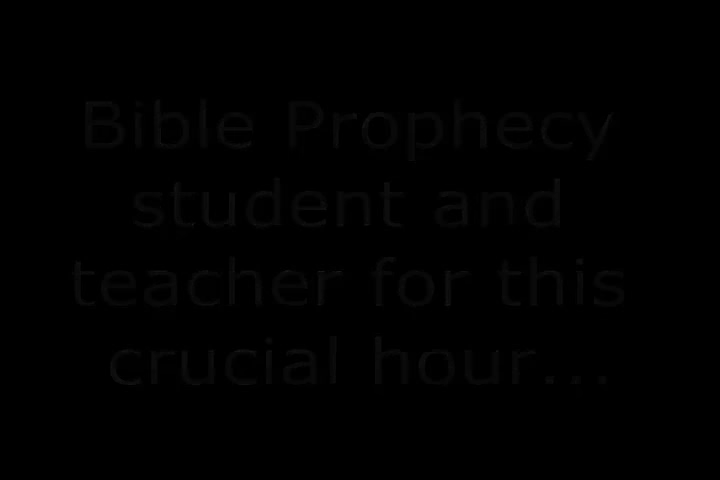 Bible Prophecy
student and
teacher for this
crucial hour...